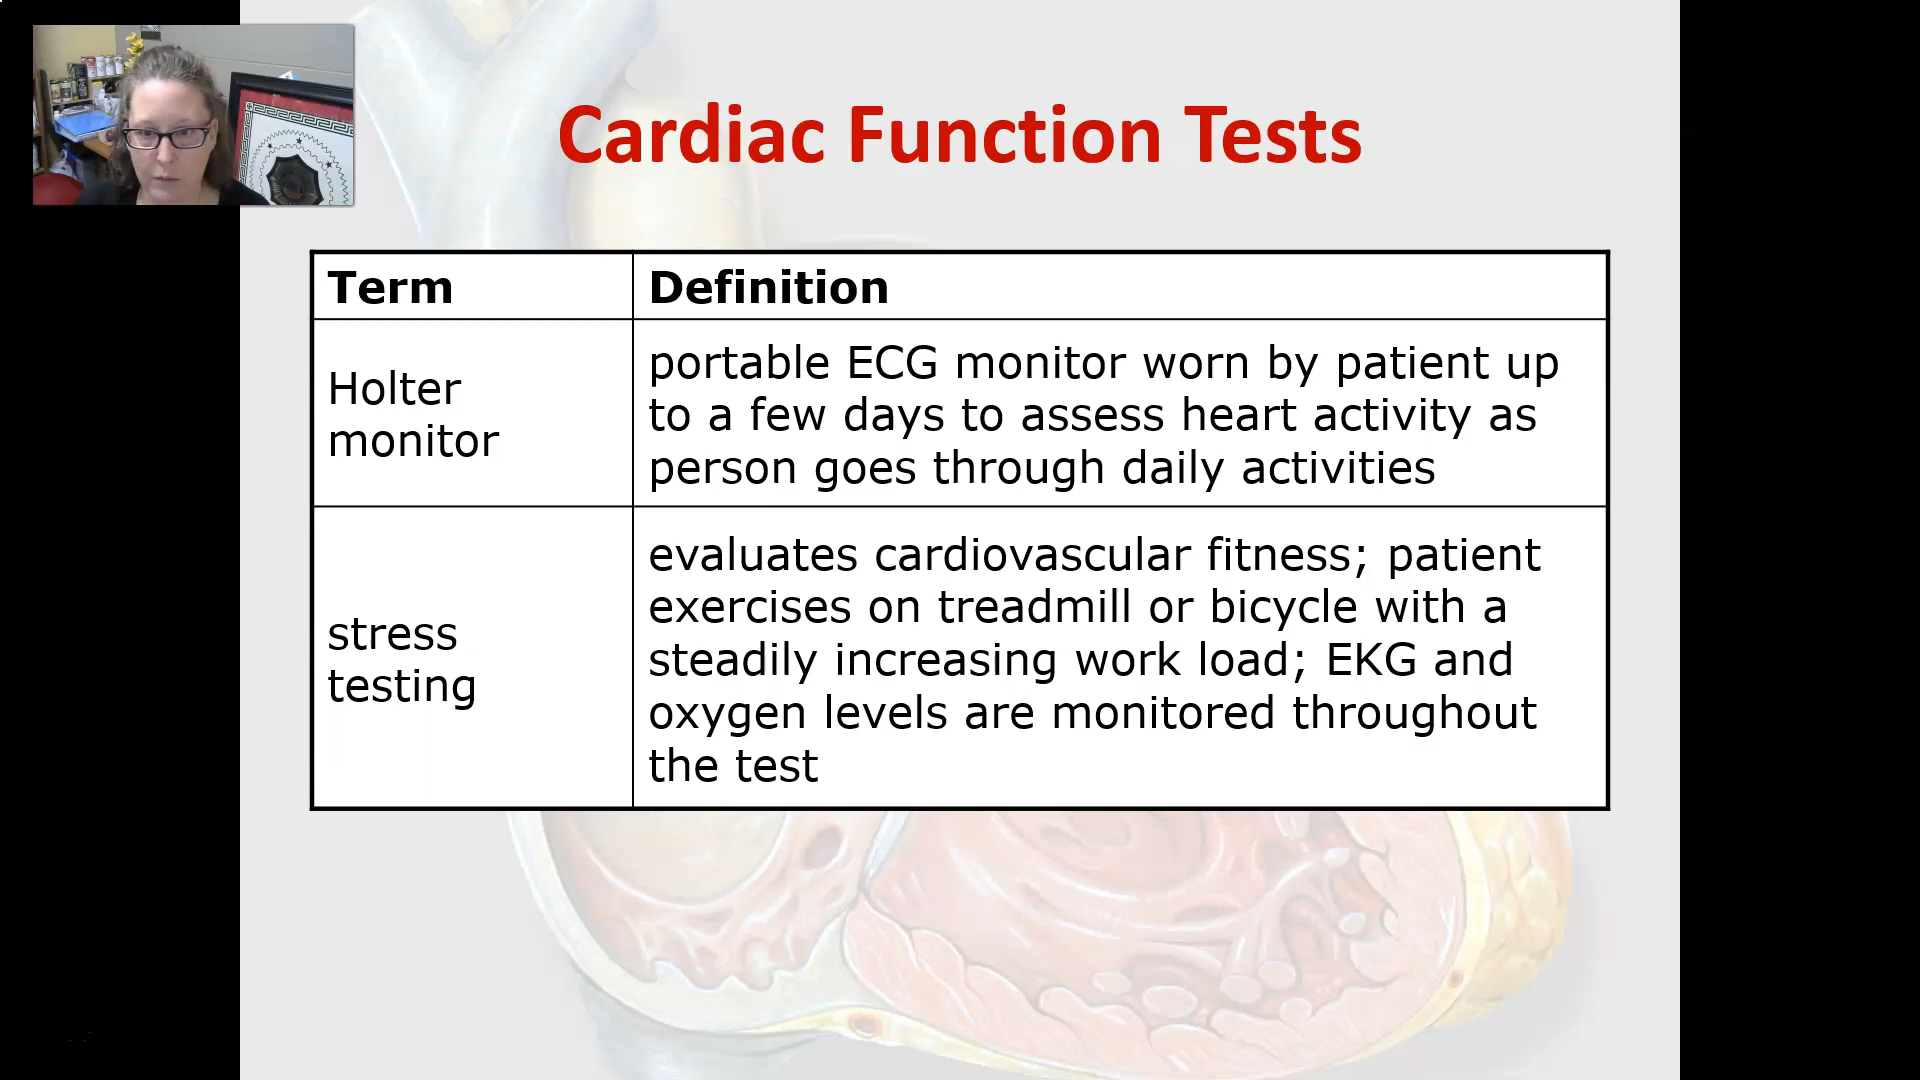 Cardiac Function Tests
Term
Definition
Holter
monitor
portable ECG monitor worn by patient up
to a few days to assess heart activity as
person goes through daily activities
stress
testing
evaluates cardiovascular fitness; patient
exercises on treadmill or bicycle with a
steadily increasing work load; EKG and
oxygen levels are monitored throughout
the test